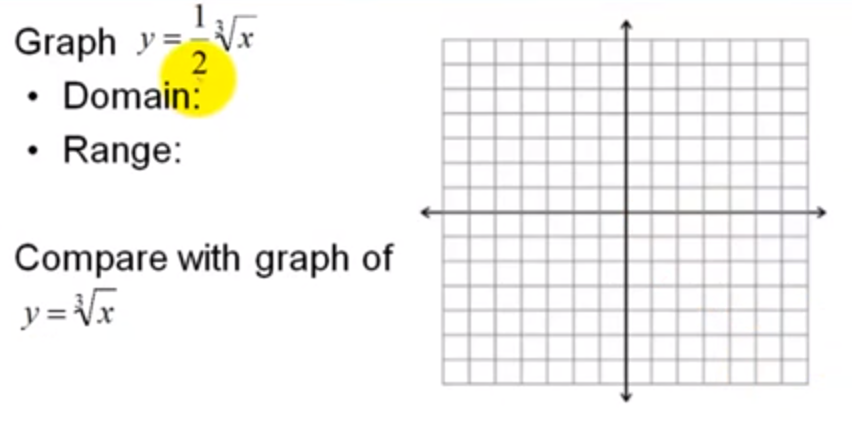 Graph y = 1/2 ∛x
• Domain:
• Range:
Compare with graph of
y = ∛x